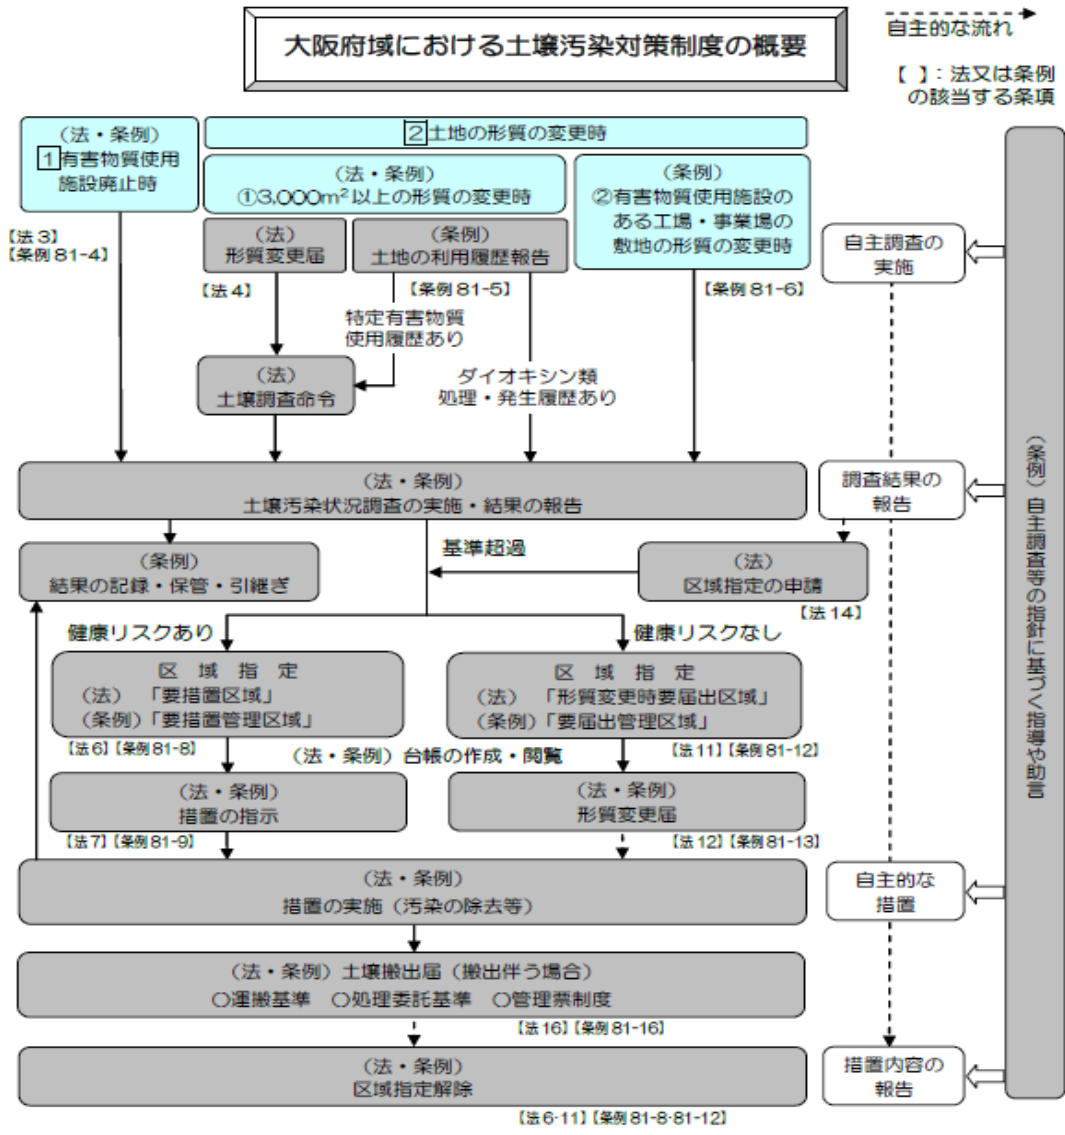 大阪府域における土壌汚染対策制度の概要
自主的な流れ
【 】：法又は条例
の該当する条項
（法・条例）
1有害物質使用
施設廃止時
2土地の形質の変更時
（法・条例）
①3,000m²以上の形質の変更時
（条例）
②有害物質使用施設の
ある工場・事業場の
敷地の形質の変更時
【法3】
【条例81-4】
（法）
形質変更届
（条例）
土地の利用履歴報告
自主調査の
実施
【法4】
【条例81-5】
【条例81-6】
特定有害物質
使用履歴あり
（法）
土壌調査命令
ダイオキシン類
処理・発生履歴あり
（法・条例）
土壌汚染状況調査の実施・結果の報告
調査結果の
報告
（条例）自主調査等の指針に基づく指導や助言
基準超過
（条例）
結果の記録・保管・引継ぎ
（法）
区域指定の申請
【法14】
健康リスクあり
健康リスクなし
区 域 指 定
（法）「要措置区域」
（条例）「要措置管理区域」
区 域 指 定
（法）「形質変更時要届出区域」
（条例）「要届出管理区域」
【法6】【条例81-8】
（法・条例）台帳の作成・閲覧
【法11】【条例81-12】
（法・条例）
措置の指示
（法・条例）
形質変更届
【法7】【条例81-9】
【法12】【条例81-13】
（法・条例）
措置の実施（汚染の除去等）
自主的な
措置
（法・条例）土壌搬出届（搬出伴う場合）
○運搬基準 ○処理委託基準 ○管理票制度
【法16】【条例81-16】
（法・条例）
区域指定解除
措置内容の
報告
【法6・11】【条例81-8・81-12】